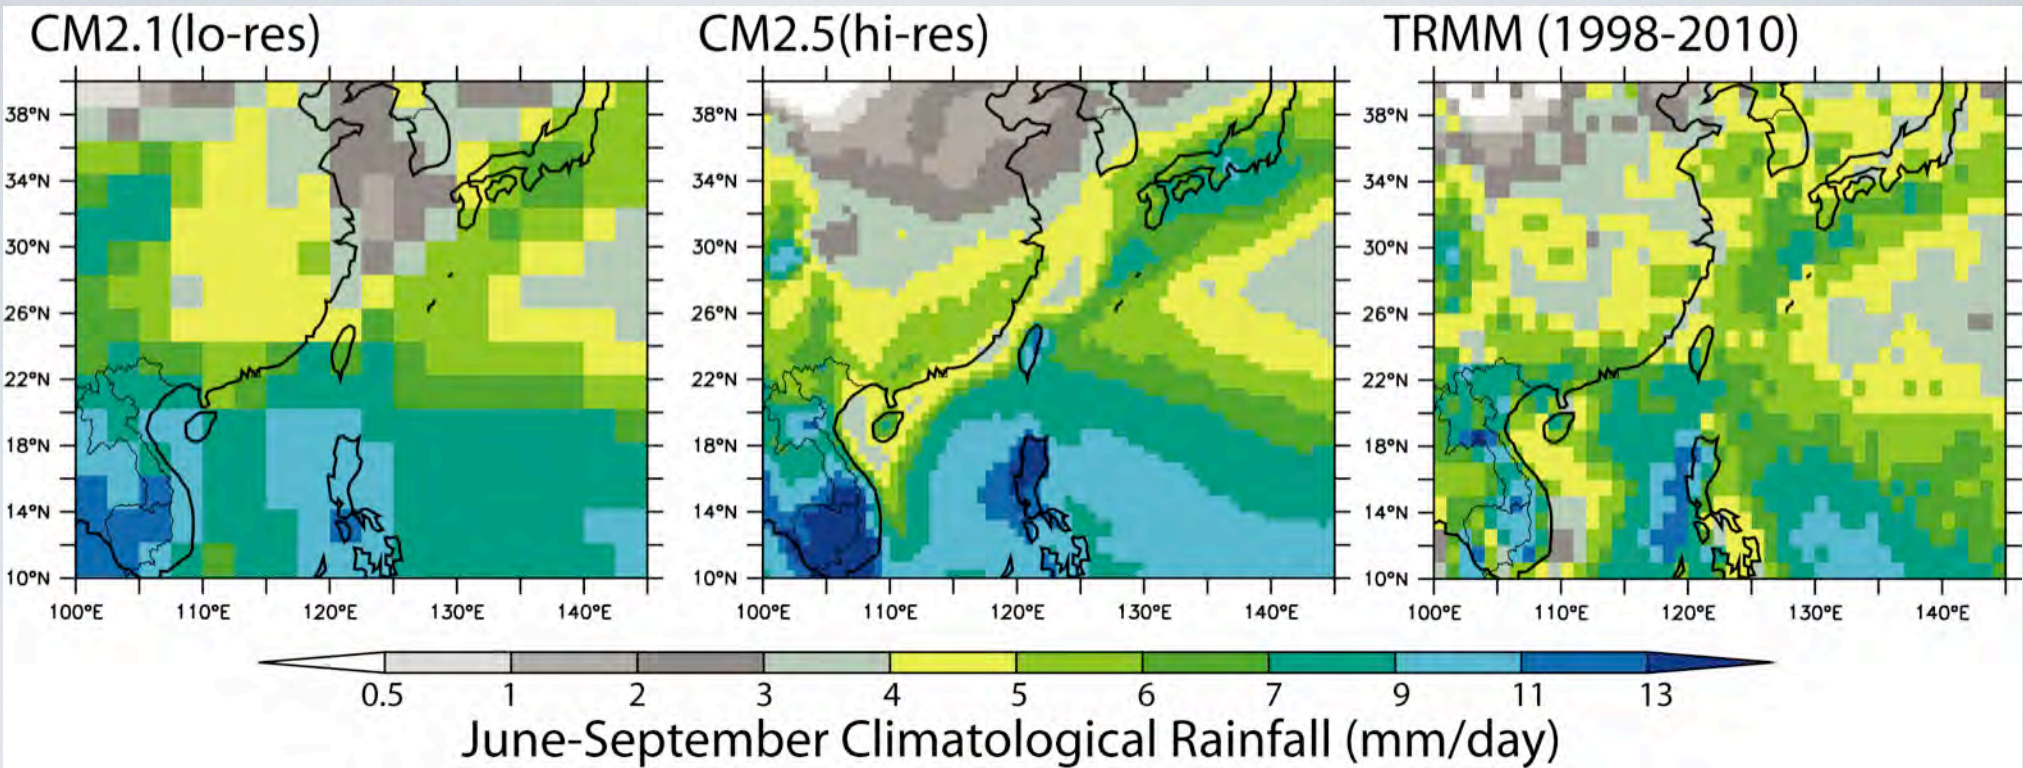 CM2.1(lo-res)
CM2.5(hi-res)
TRMM (1998-2010)
38°N
34°N
30°N
26°N
22°N
18°N
14°N
10°N
100°E 110°E 120°E 130°E 140°E
38°N
34°N
30°N
26°N
22°N
18°N
14°N
10°N
100°E 110°E 120°E 130°E 140°E
38°N
34°N
30°N
26°N
22°N
18°N
14°N
10°N
100°E 110°E 120°E 130°E 140°E
0.5 1 2 3 4 5 6 7 9 11 13
June-September Climatological Rainfall (mm/day)